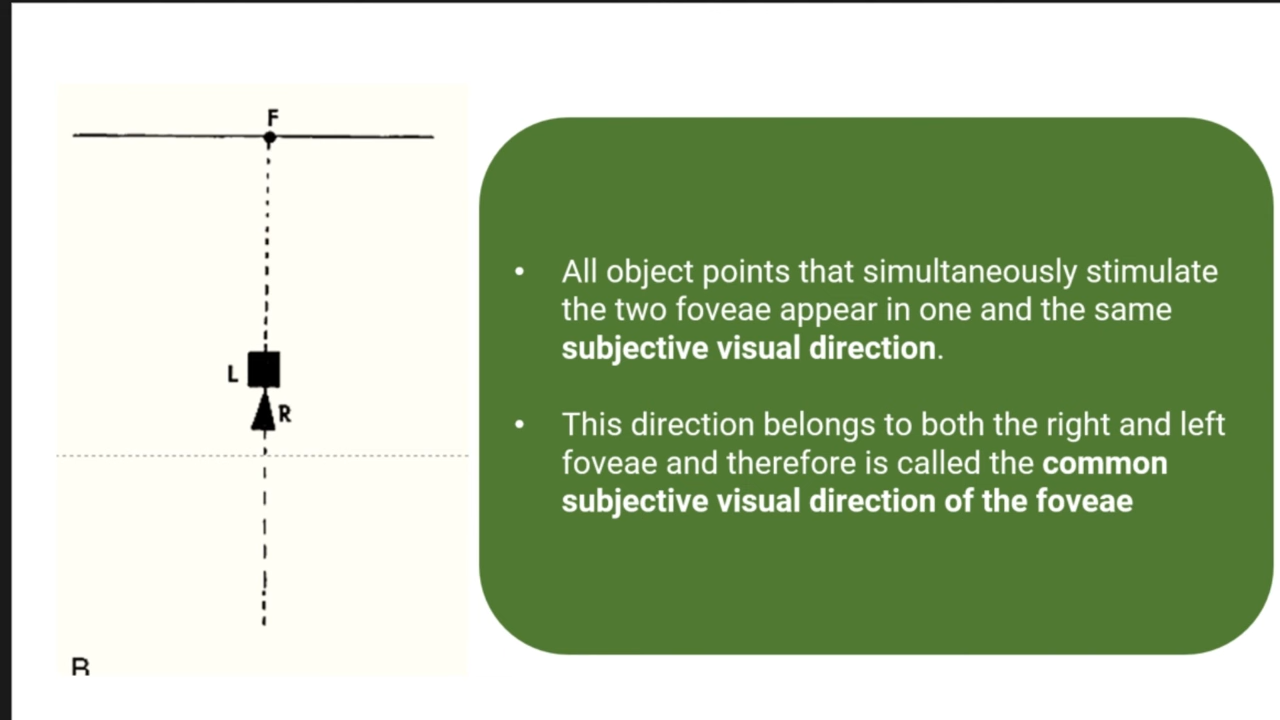 F
L
R
• All object points that simultaneously stimulate
the two foveae appear in one and the same
subjective visual direction.
• This direction belongs to both the right and left
foveae and therefore is called the common
subjective visual direction of the foveae
B